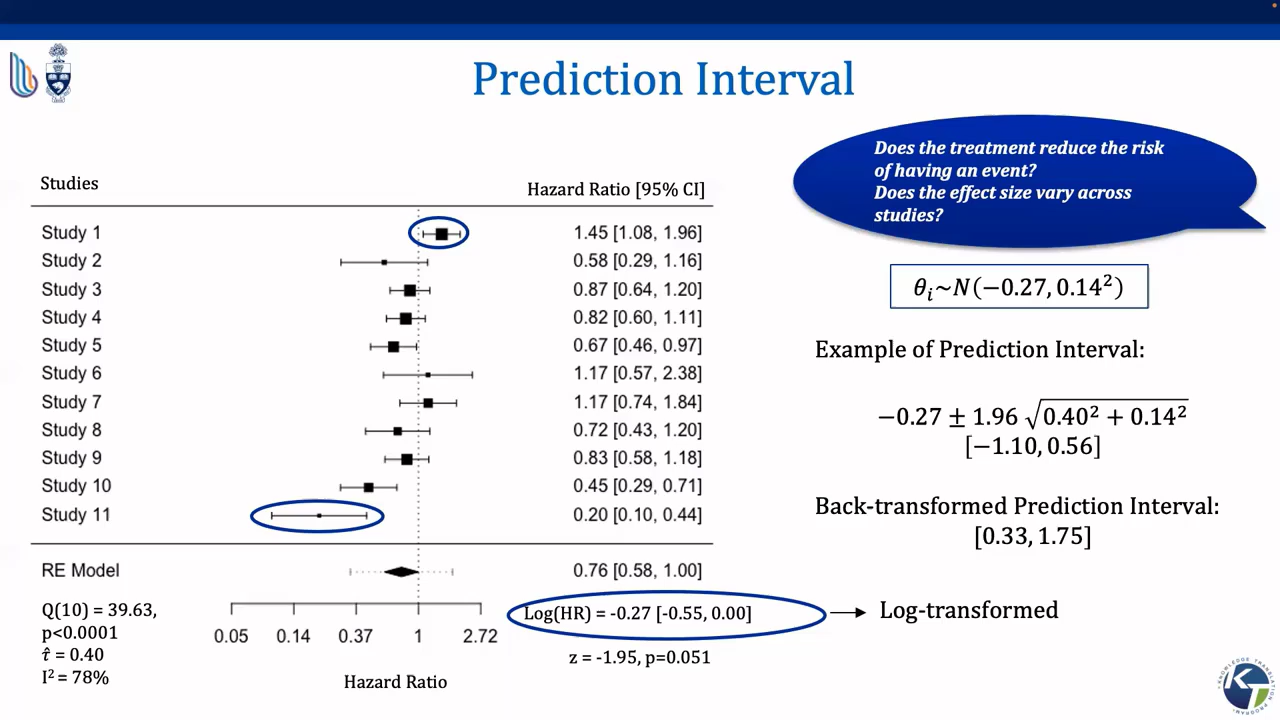 Prediction Interval
Does the treatment reduce the risk
of having an event?
Does the effect size vary across
studies?
Studies
Hazard Ratio [95% CI]
Study 1 1.45 [1.08, 1.96]
Study 2 0.58 [0.29, 1.16]
Study 3 0.87 [0.64, 1.20]
Study 4 0.82 [0.60, 1.11]
Study 5 0.67 [0.46, 0.97]
Study 6 1.17 [0.57, 2.38]
Study 7 1.17 [0.74, 1.84]
Study 8 0.72 [0.43, 1.20]
Study 9 0.83 [0.58, 1.18]
Study 10 0.45 [0.29, 0.71]
Study 11 0.20 [0.10, 0.44]
RE Model 0.76 [0.58, 1.00]
Q(10) = 39.63,
p<0.0001
τ̂ = 0.40
I² = 78%
0.05 0.14 0.37 1 2.72
Hazard Ratio
Log(HR) = -0.27 [-0.55, 0.00]
z = -1.95, p=0.051
θᵢ~N(−0.27, 0.14²)
Example of Prediction Interval:
−0.27 ± 1.96 √0.40² + 0.14²
[−1.10, 0.56]
Back-transformed Prediction Interval:
[0.33, 1.75]
Log-transformed
KNOWLEDGE TRANSLATION
PROGRAM
KT